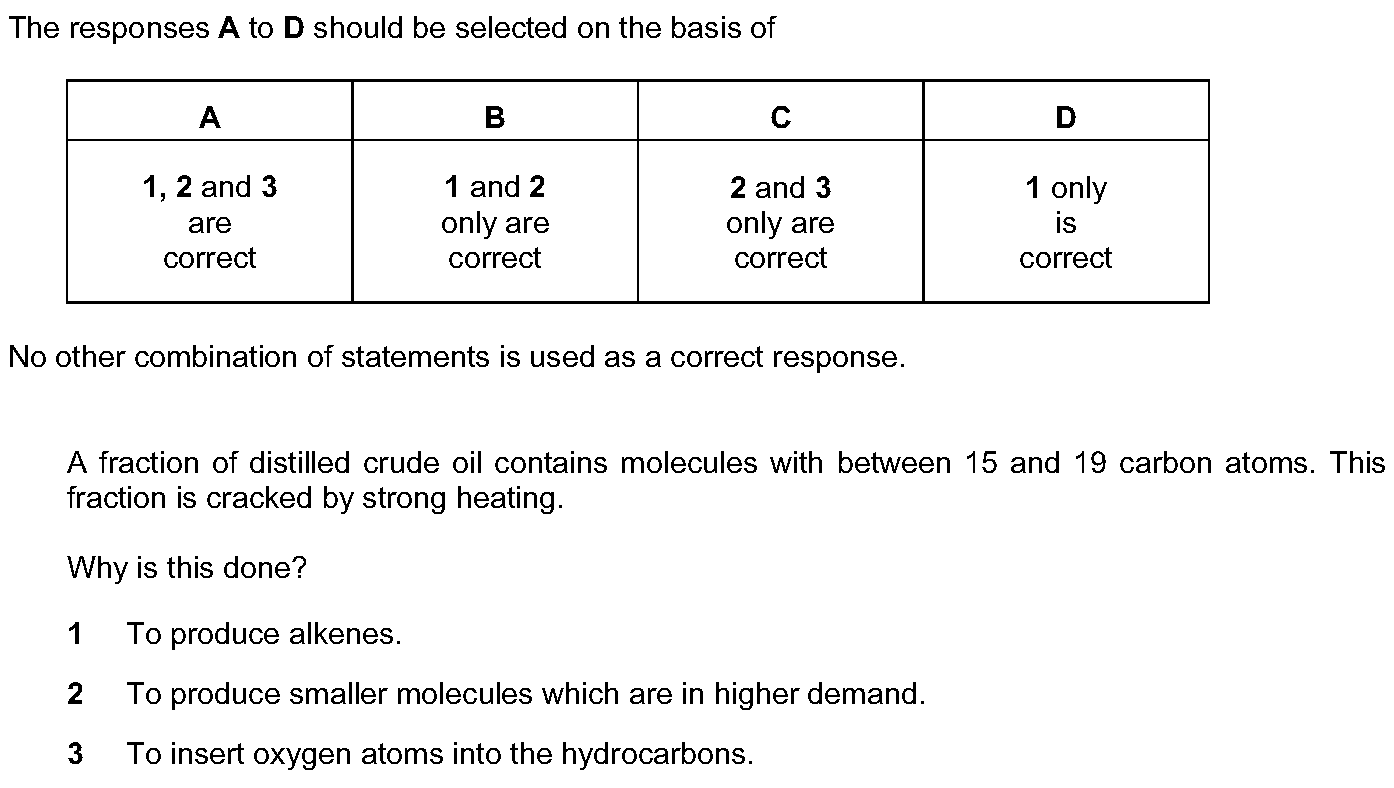 The responses A to D should be selected on the basis of
A B C D
1, 2 and 3 1 and 2 2 and 3 1 only
are only are only are is
correct correct correct correct
No other combination of statements is used as a correct response.
A fraction of distilled crude oil contains molecules with between 15 and 19 carbon atoms. This
fraction is cracked by strong heating.
Why is this done?
1 To produce alkenes.
2 To produce smaller molecules which are in higher demand.
3 To insert oxygen atoms into the hydrocarbons.